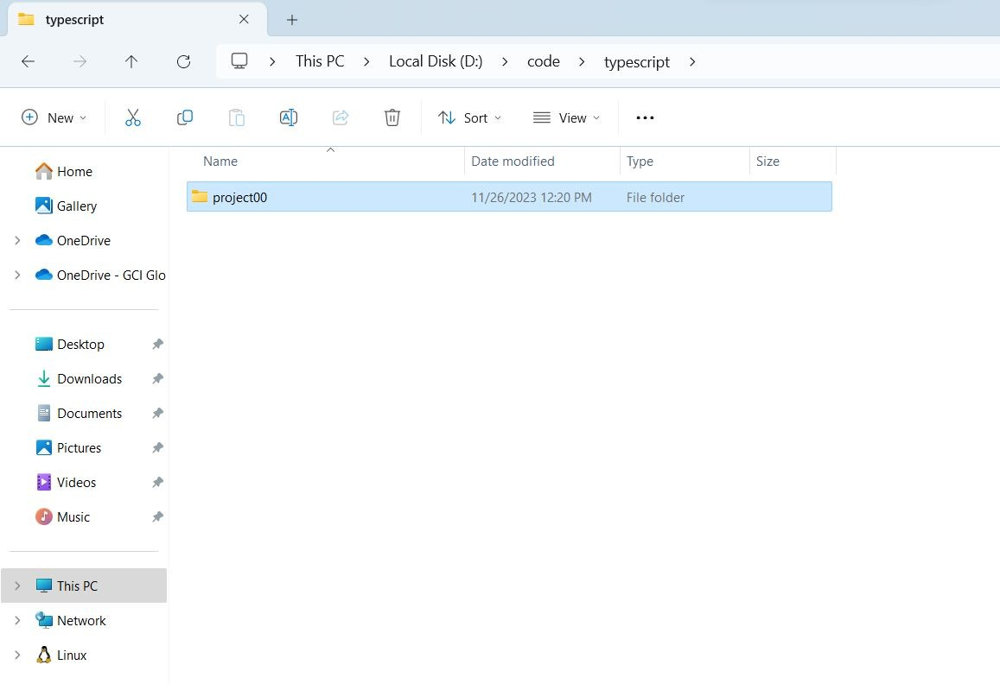 typescript
This PC > Local Disk (D:) > code > typescript >
New Sort View
Name Date modified Type Size
project00 11/26/2023 12:20 PM File folder
Home
Gallery
OneDrive
OneDrive - GCI Glo
Desktop
Downloads
Documents
Pictures
Videos
Music
This PC
Network
Linux